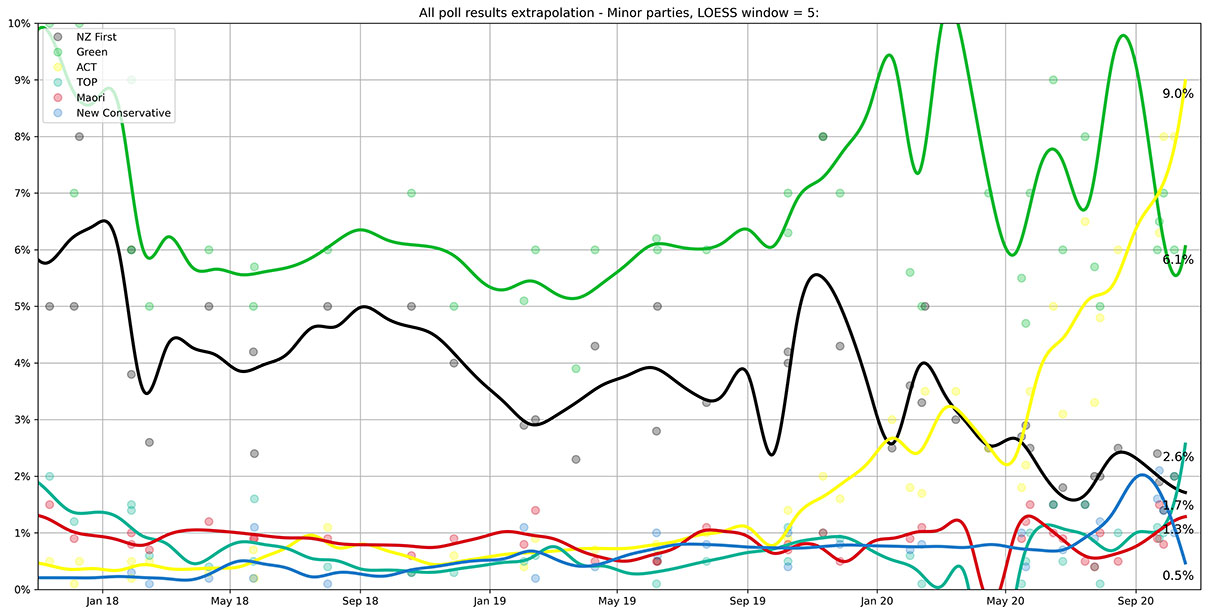 All poll results extrapolation - Minor parties, LOESS window = 5:
10%
9%
8%
7%
6%
5%
4%
3%
2%
1%
0%
NZ First
Green
ACT
TOP
Maori
New Conservative
9.0%
6.1%
2.6%
1.7%
1.3%
0.5%
Jan 18 May 18 Sep 18 Jan 19 May 19 Sep 19 Jan 20 May 20 Sep 20